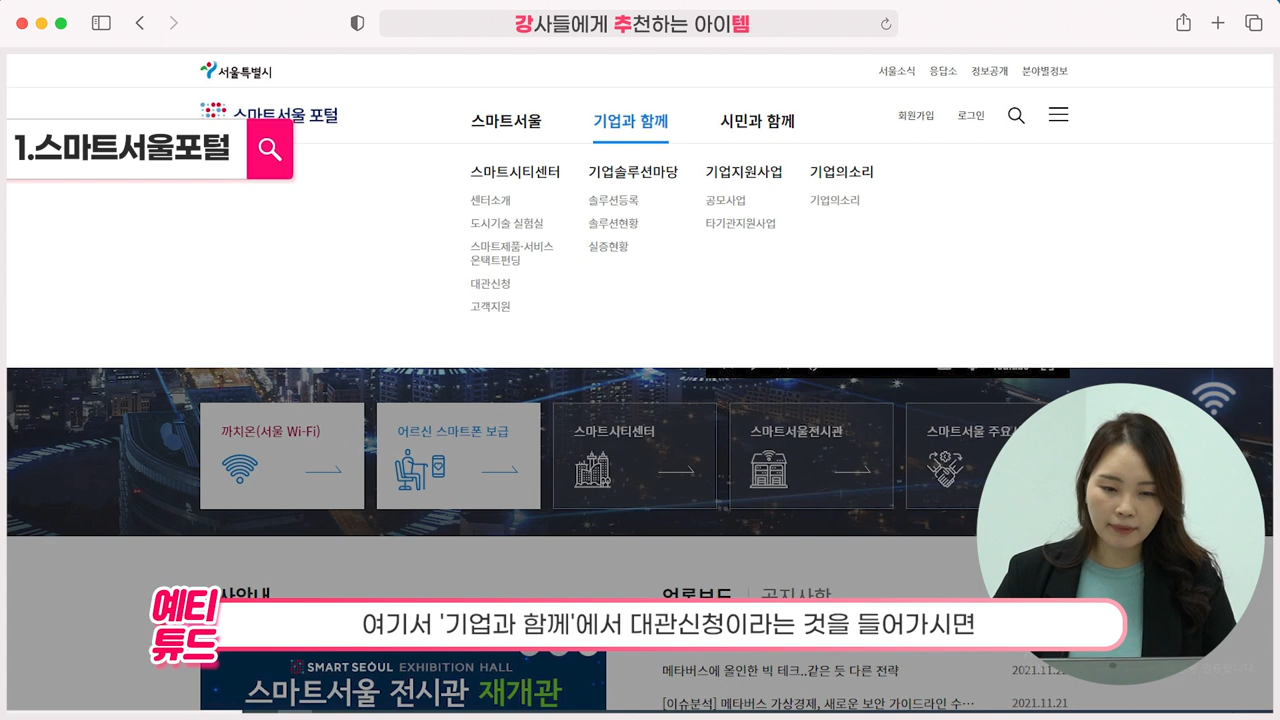 강사들에게 추천하는 아이템
서울특별시
서울소식 응답소 정보공개 분야별정보
스마트서울 포털
스마트서울 기업과 함께 시민과 함께
회원가입 로그인
1.스마트서울포털
스마트시티센터 기업솔루션마당 기업지원사업 기업의소리
센터소개 솔루션등록 공모사업 기업의소리
도시기술 실험실 솔루션현황 타기관지원사업
스마트제품·서비스 실증현황
온택트펀딩
대관신청
고객지원
까치온(서울 Wi-Fi) 어르신 스마트폰 보급 스마트시티센터 스마트서울전시관 스마트서울 주요
예티
튜드
여기서 '기업과 함께'에서 대관신청이라는 것을 들어가시면
SMART SEOUL EXHIBITION HALL
스마트서울 전시관 재개관
메타버스에 올인한 빅 테크..같은 듯 다른 전략 2021.11.2
[이슈분석] 메타버스 가상경제, 새로운 보안 가이드라인 수… 2021.11.21